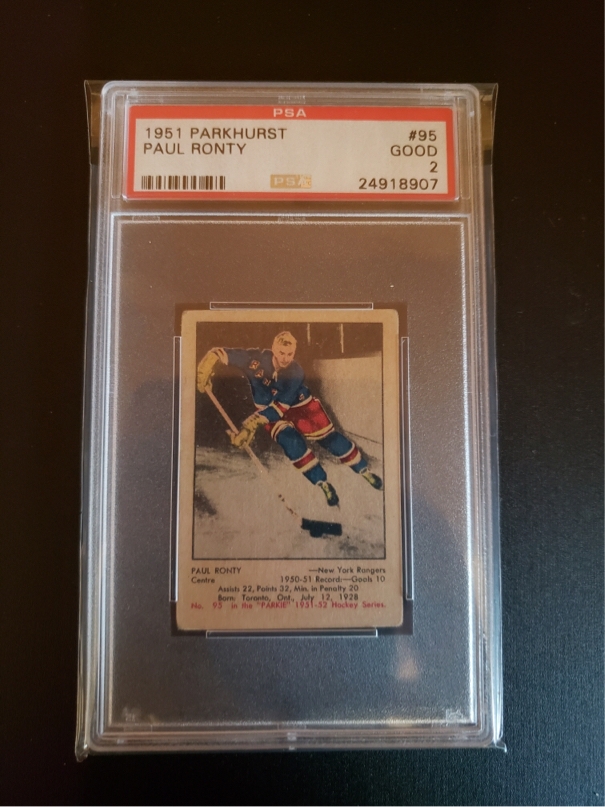 PSA
1951 PARKHURST #95
PAUL RONTY GOOD
2
PSA 24918907
PAUL RONTY —New York Rangers
Centre 1950-51 Record:—Goals 10
Assists 22, Points 32, Min. in Penalty 20
Born: Toronto, Ont., July 12, 1928
No. 95 in the "PARKIE" 1951-52 Hockey Series.